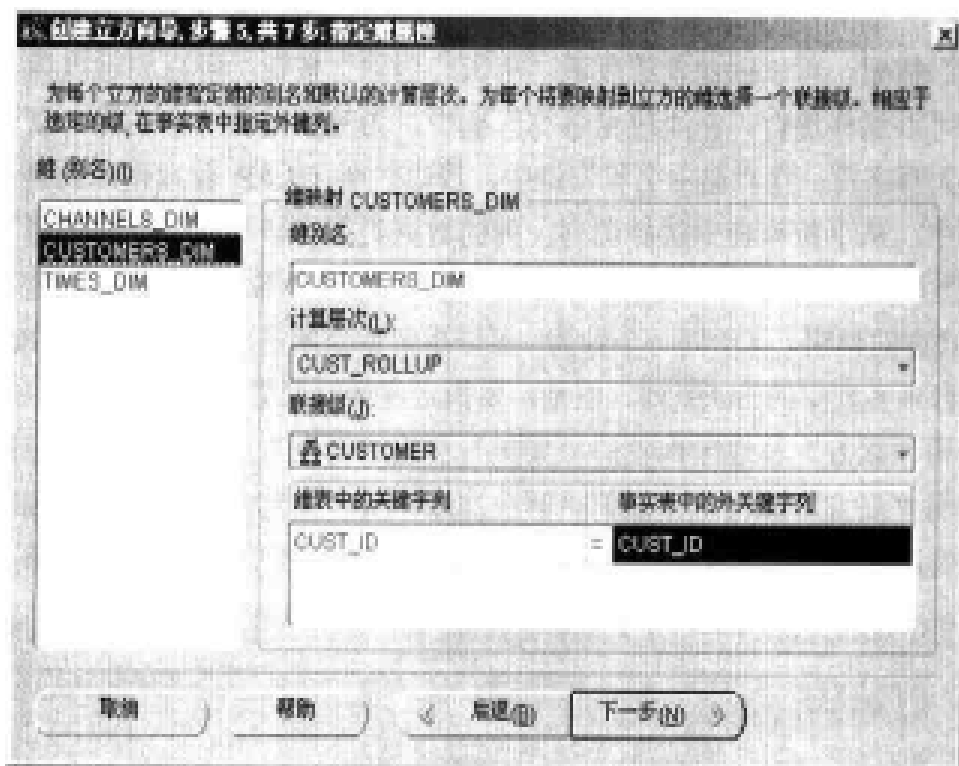 创建立方向导, 步骤 5, 共 7 步: 指定维属性
为每个立方的维指定维的别名和默认的计算层次。为每个将表映射到立方的维选择一个联接级。相应于
选定的级, 在事实表中指定外键列。
维 (别名)(I)
CHANNELS_DIM
CUSTOMERS_DIM
TIMES_DIM
维映射 CUSTOMERS_DIM
维别名:
CUSTOMERS_DIM
计算层次(L):
CUST_ROLLUP
联接级(J):
CUSTOMER
维表中的关键字列 事实表中的外关键字列
CUST_ID = CUST_ID
取消 帮助 后退(B) 下一步(N)